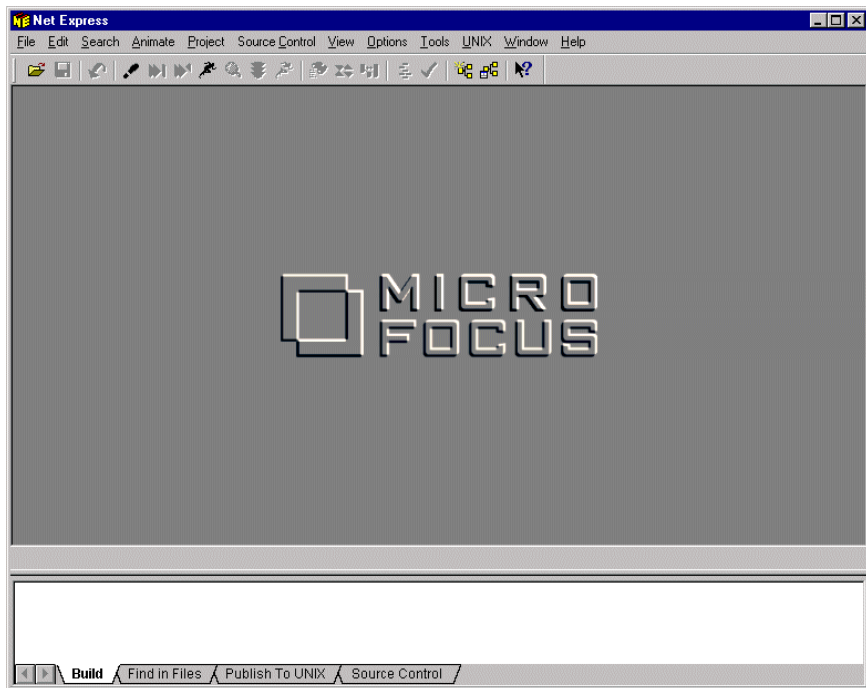 Net Express
File Edit Search Animate Project Source Control View Options Tools UNIX Window Help
MICRO
FOCUS
Build Find in Files Publish To UNIX Source Control